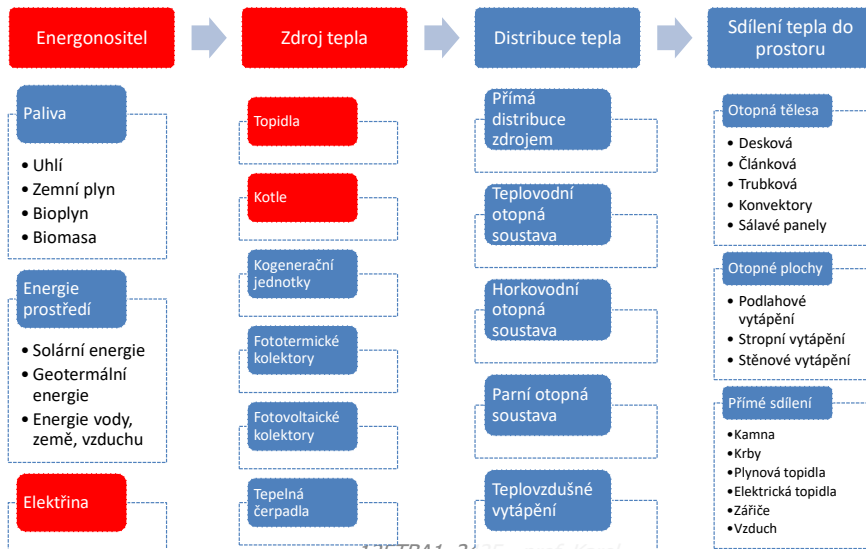 Energonositel
Zdroj tepla
Distribuce tepla
Sdílení tepla do
prostoru
Paliva
• Uhlí
• Zemní plyn
• Bioplyn
• Biomasa
Energie
prostředí
• Solární energie
• Geotermální
energie
• Energie vody,
země, vzduchu
Elektřina
Topidla
Kotle
Kogenerační
jednotky
Fototermické
kolektory
Fotovoltaické
kolektory
Tepelná
čerpadla
Přímá
distribuce
zdrojem
Teplovodní
otopná
soustava
Horkovodní
otopná
soustava
Parní otopná
soustava
Teplovzdušné
vytápění
Otopná tělesa
• Desková
• Článková
• Trubková
• Konvektory
• Sálavé panely
Otopné plochy
• Podlahové
vytápění
• Stropní vytápění
• Stěnové vytápění
Přímé sdílení
•Kamna
•Krby
•Plynová topidla
•Elektrická topidla
•Zářiče
•Vzduch